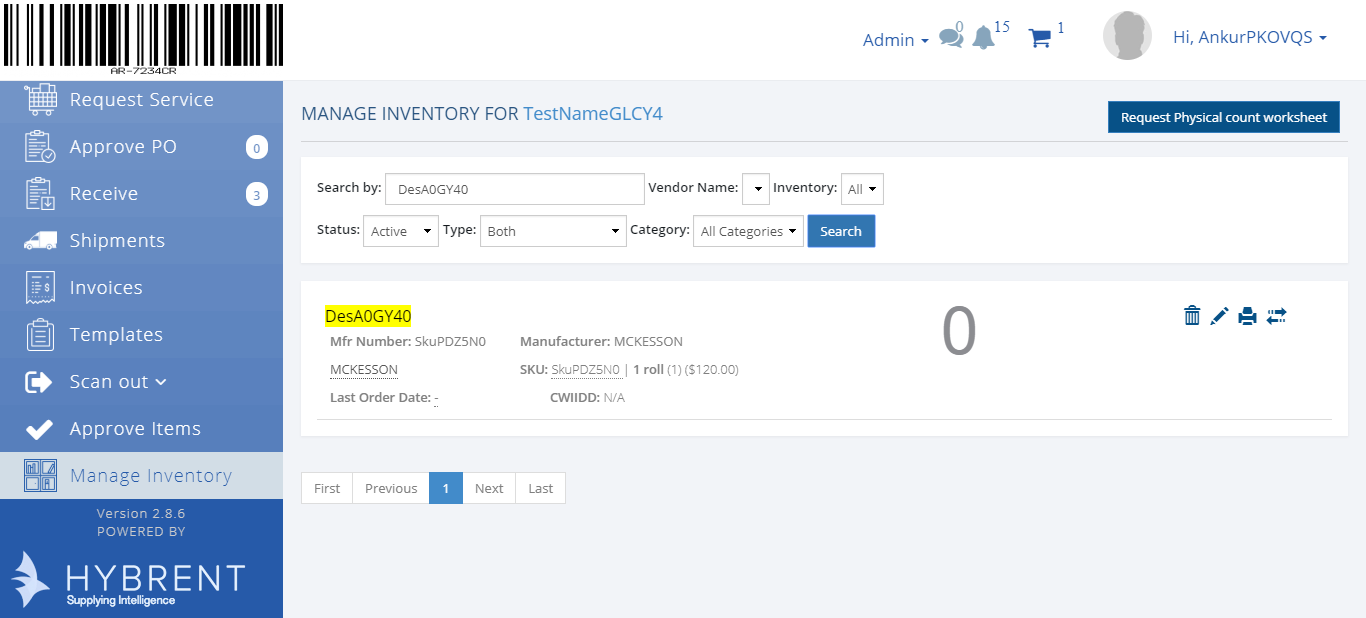 AR-7234CR
Admin 0 15 1 Hi, AnkurPKOVQS
Request Service
Approve PO 0
Receive 3
Shipments
Invoices
Templates
Scan out
Approve Items
Manage Inventory
Version 2.8.6
POWERED BY
HYBRENT
Supplying Intelligence
MANAGE INVENTORY FOR TestNameGLCY4
Request Physical count worksheet
Search by: DesA0GY40 Vendor Name: Inventory: All
Status: Active Type: Both Category: All Categories Search
DesA0GY40 0
Mfr Number: SkuPDZ5N0 Manufacturer: MCKESSON
MCKESSON SKU: SkuPDZ5N0 | 1 roll (1) ($120.00)
Last Order Date: - CWIIDD: N/A
First Previous 1 Next Last